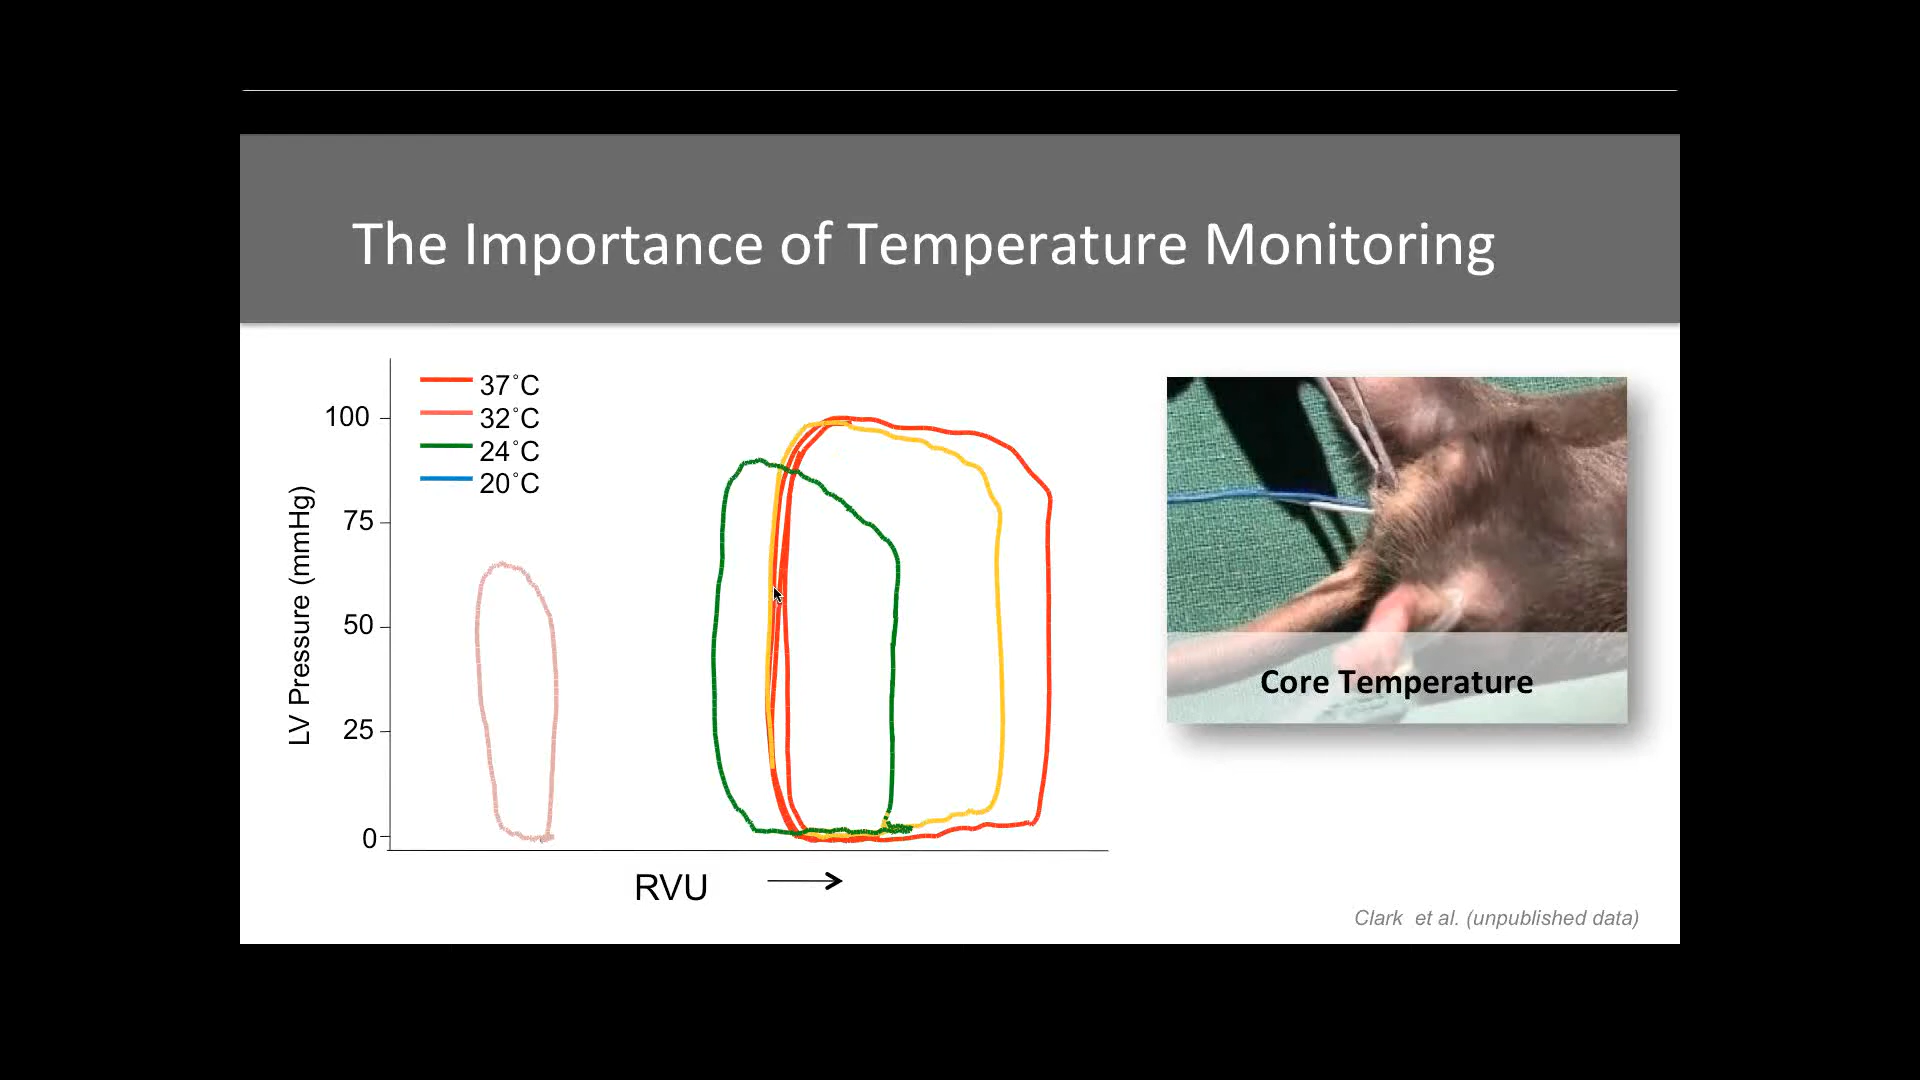 The Importance of Temperature Monitoring
37˚C
32˚C
24˚C
20˚C
100
75
50
25
0
LV Pressure (mmHg)
RVU
Core Temperature
Clark et al. (unpublished data)